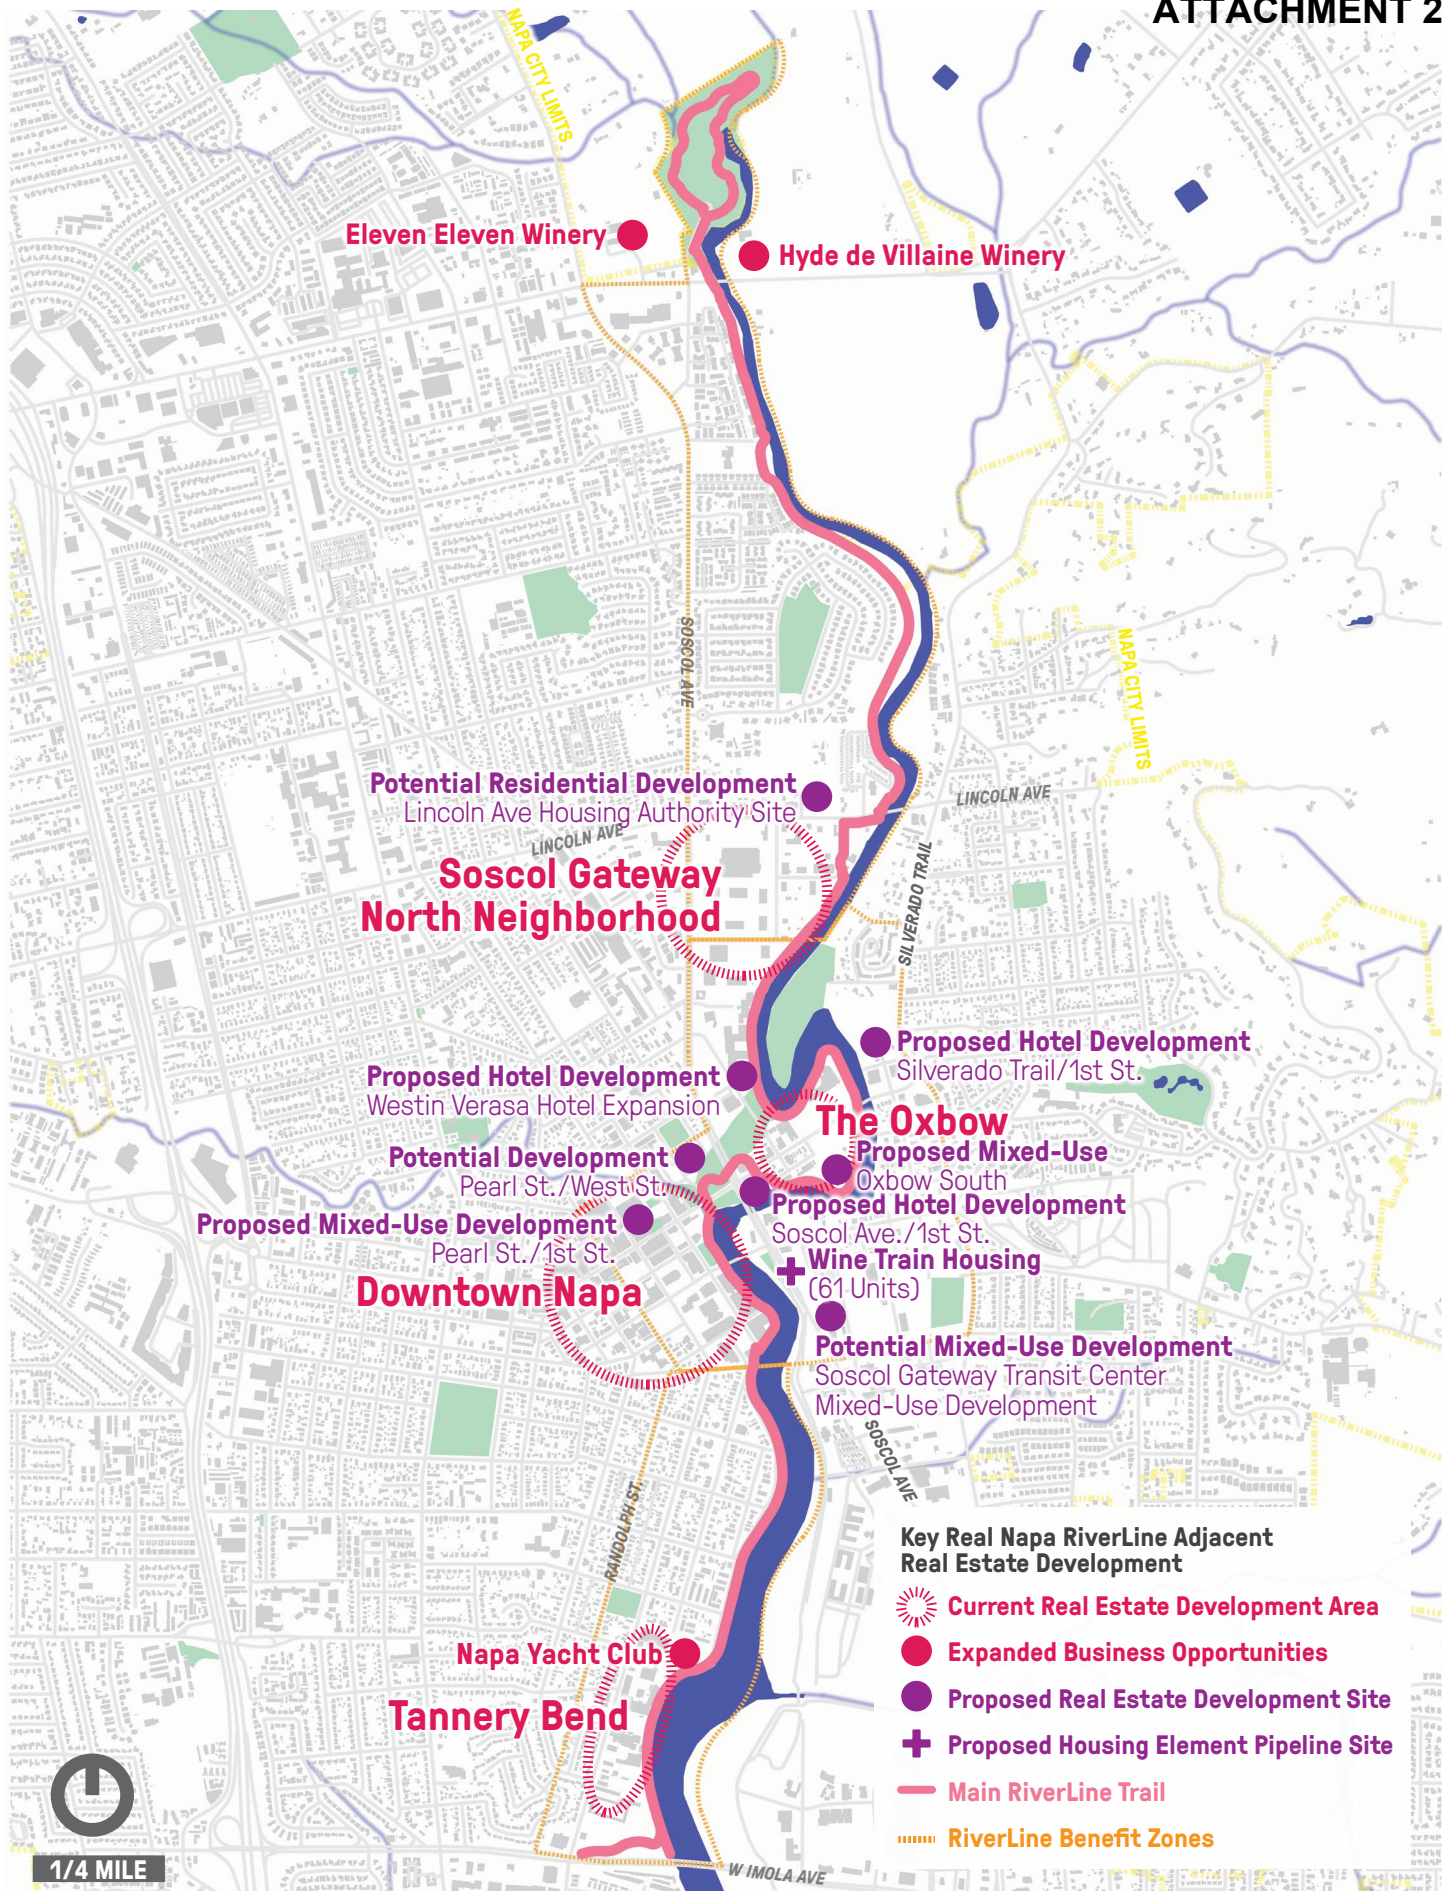 ATTACHMENT 2
NAPA CITY LIMITS
Eleven Eleven Winery
Hyde de Villaine Winery
SOSCOL AVE
NAPA CITY LIMITS
Potential Residential Development
Lincoln Ave Housing Authority Site
LINCOLN AVE
LINCOLN AVE
Soscol Gateway
North Neighborhood
SILVERADO TRAIL
Proposed Hotel Development
Silverado Trail/1st St.
Proposed Hotel Development
Westin Verasa Hotel Expansion
The Oxbow
Proposed Mixed-Use
Oxbow South
Potential Development
Pearl St./West St.
Proposed Hotel Development
Soscol Ave./1st St.
Proposed Mixed-Use Development
Pearl St./1st St.
Wine Train Housing
(61 Units)
Downtown Napa
Potential Mixed-Use Development
Soscol Gateway Transit Center
Mixed-Use Development
SOSCOL AVE
RANDOLPH ST.
Napa Yacht Club
Tannery Bend
W IMOLA AVE
1/4 MILE
Key Real Napa RiverLine Adjacent
Real Estate Development
Current Real Estate Development Area
Expanded Business Opportunities
Proposed Real Estate Development Site
Proposed Housing Element Pipeline Site
Main RiverLine Trail
RiverLine Benefit Zones